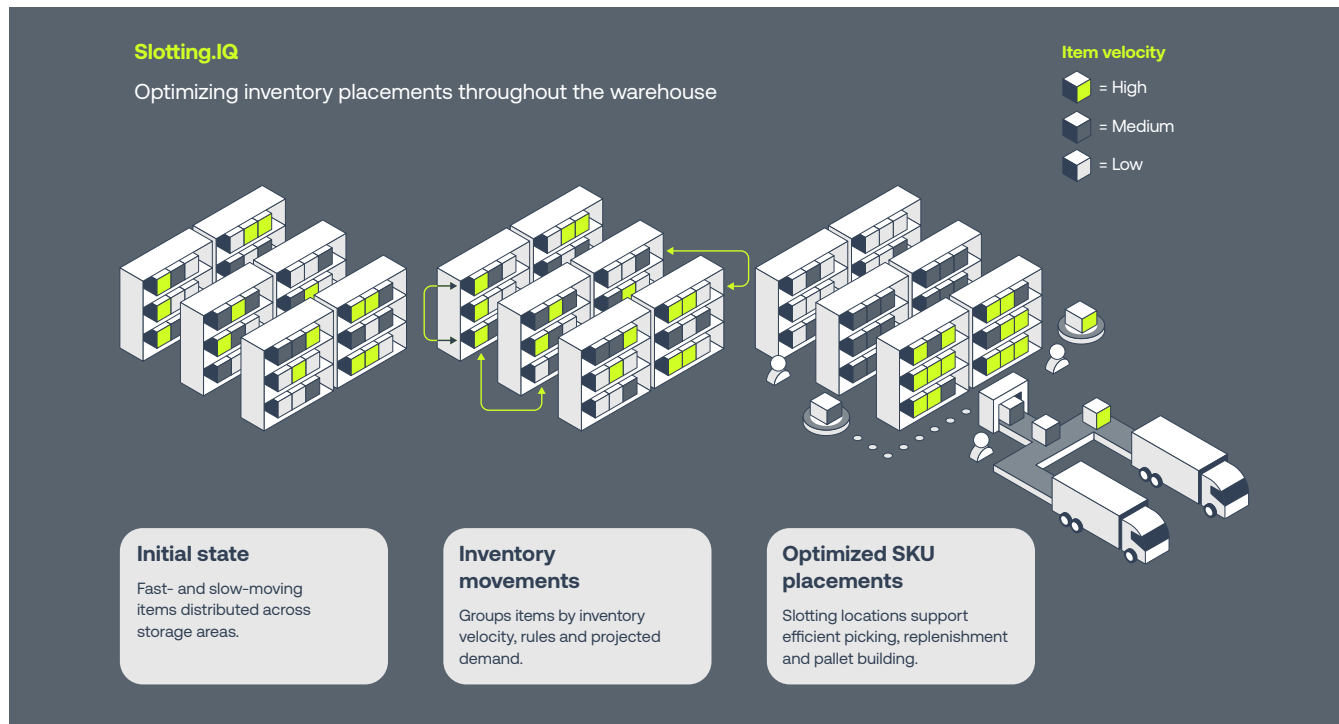 Slotting.IQ
Optimizing inventory placements throughout the warehouse
Item velocity
= High
= Medium
= Low
Initial state
Fast- and slow-moving
items distributed across
storage areas.
Inventory
movements
Groups items by inventory
velocity, rules and projected
demand.
Optimized SKU
placements
Slotting locations support
efficient picking, replenishment
and pallet building.